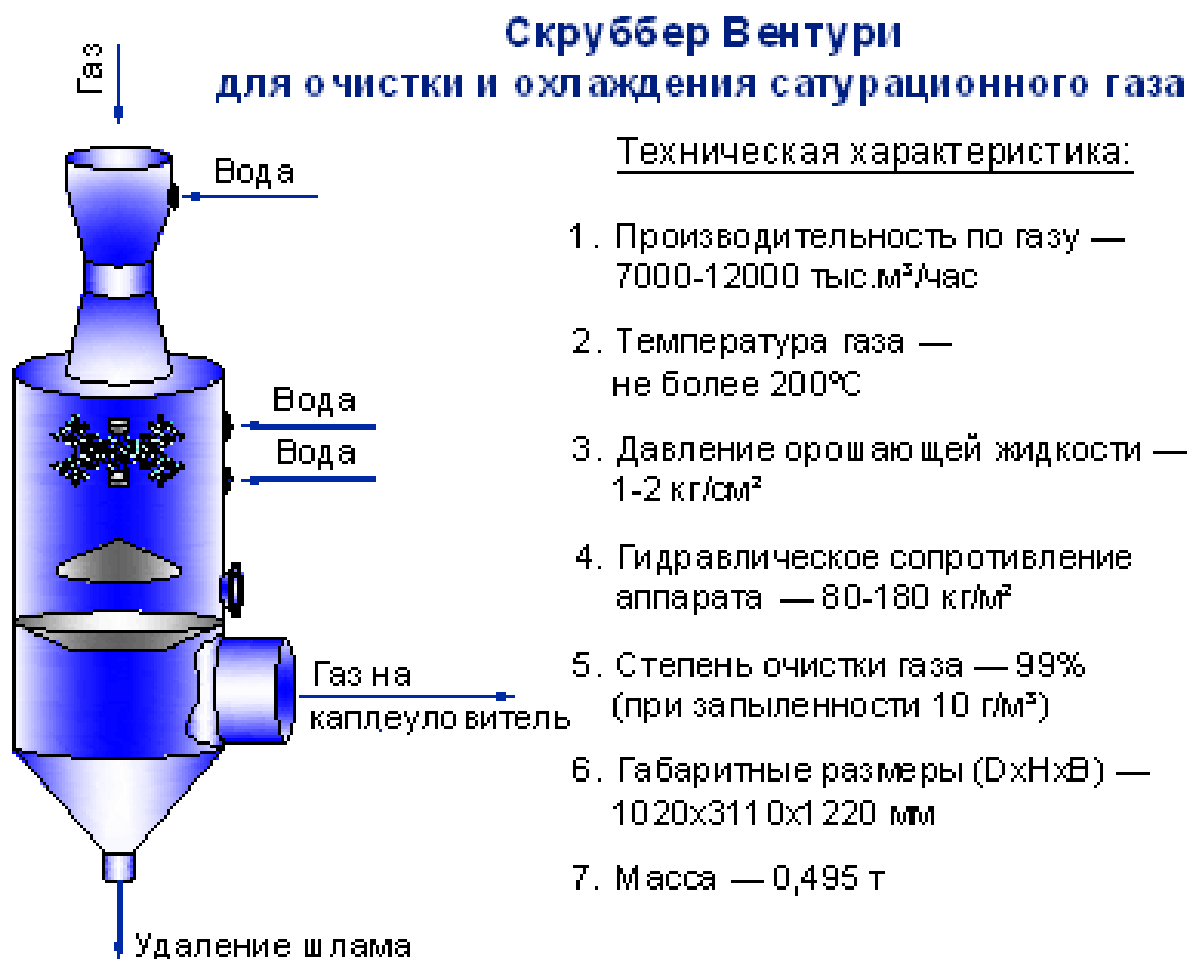 Скруббер Вентури
для очистки и охлаждения сатурационного газа
Газ
Вода
Вода
Вода
Газ на
каплеуловитель
Удаление шлама
Техническая характеристика:
1. Производительность по газу —
7000-12000 тыс.м³/час
2. Температура газа —
не более 200ºС
3. Давление орошающей жидкости —
1-2 кг/см²
4. Гидравлическое сопротивление
аппарата — 80-180 кг/м²
5. Степень очистки газа — 99%
(при запыленности 10 г/м³)
6. Габаритные размеры (DxHxB) —
1020x3110x1220 мм
7. Масса — 0,495 т